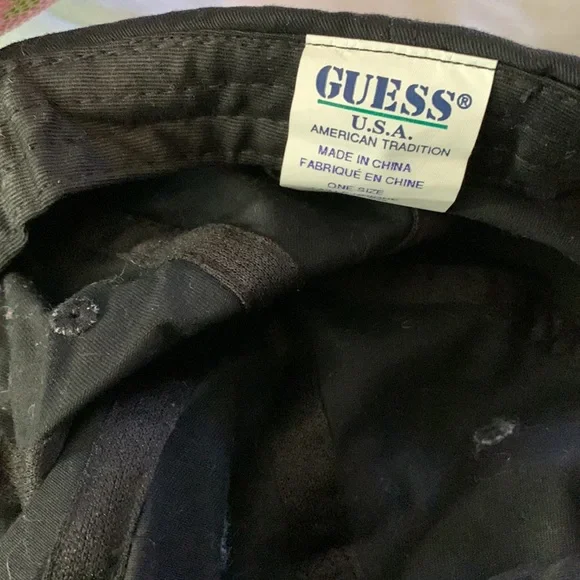 GUESS®
U.S.A.
AMERICAN TRADITION
MADE IN CHINA
FABRIQUÉ EN CHINE
ONE SIZE